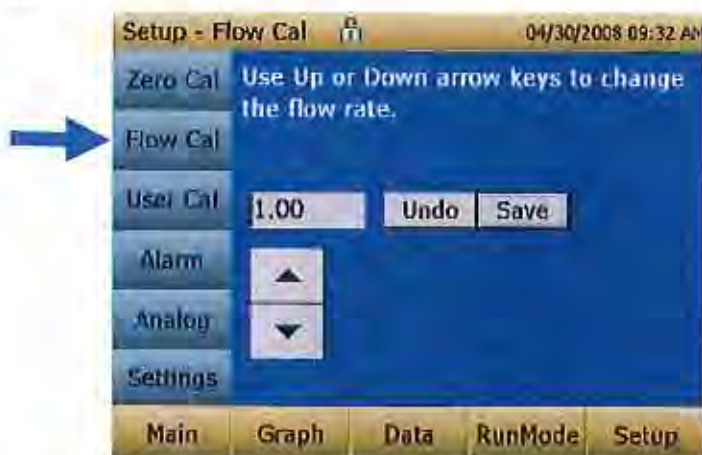 Setup - Flow Cal
04/30/2008 09:32 AM
Zero Cal
Use Up or Down arrow keys to change
the flow rate.
Flow Cal
User Cal
1.00
Undo
Save
Alarm
Analog
Settings
Main
Graph
Data
RunMode
Setup